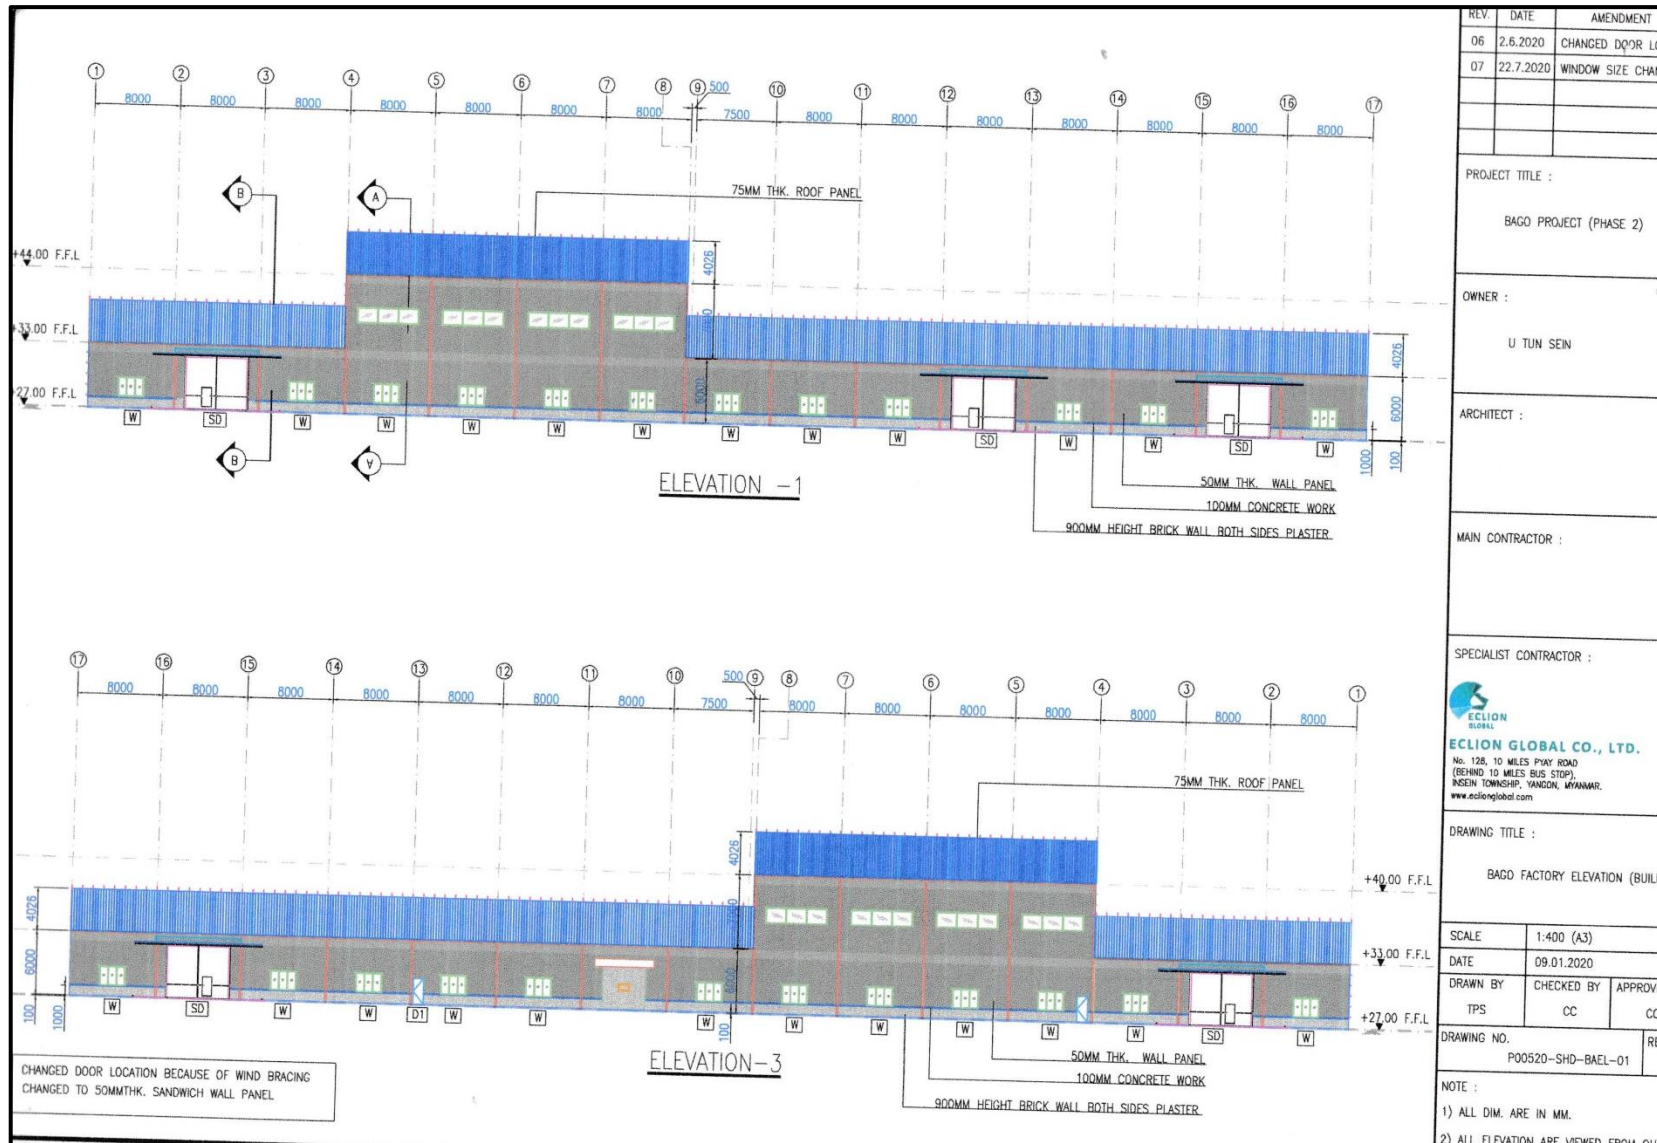 REV. DATE AMENDMENT
06 2.6.2020 CHANGED DOOR LO
07 22.7.2020 WINDOW SIZE CHAN
1 2 3 4 5 6 7 8 9 10 11 12 13 14 15 16 17
8000 8000 8000 8000 8000 8000 8000 500 7500 8000 8000 8000 8000 8000 8000 8000
B A
75MM THK. ROOF PANEL
+44.00 F.F.L
+33.00 F.F.L
+27.00 F.F.L
4026
5000
4026
6000
1000
100
W SD W W W W W W W W SD W W SD W
B A
ELEVATION -1
50MM THK. WALL PANEL
100MM CONCRETE WORK
900MM HEIGHT BRICK WALL BOTH SIDES PLASTER
17 16 15 14 13 12 11 10 9 8 7 6 5 4 3 2 1
8000 8000 8000 8000 8000 8000 8000 7500 500 8000 8000 8000 8000 8000 8000 8000
75MM THK. ROOF PANEL
4026
+40.00 F.F.L
+33.00 F.F.L
+27.00 F.F.L
4026
6000
100
1000
100
W SD W W D1 W W W W W W W W SD W
ELEVATION-3
50MM THK. WALL PANEL
100MM CONCRETE WORK
900MM HEIGHT BRICK WALL BOTH SIDES PLASTER
CHANGED DOOR LOCATION BECAUSE OF WIND BRACING
CHANGED TO 50MMTHK. SANDWICH WALL PANEL
PROJECT TITLE :
BAGO PROJECT (PHASE 2)
OWNER :
U TUN SEIN
ARCHITECT :
MAIN CONTRACTOR :
SPECIALIST CONTRACTOR :
ECLION
GLOBAL
ECLION GLOBAL CO., LTD.
No. 128, 10 MILES PYAY ROAD
(BEHIND 10 MILES BUS STOP),
INSEIN TOWNSHIP, YANGON, MYANMAR.
www.eclionglobal.com
DRAWING TITLE :
BAGO FACTORY ELEVATION (BUIL
SCALE 1:400 (A3)
DATE 09.01.2020
DRAWN BY CHECKED BY APPROV
TPS CC CC
DRAWING NO. RE
P00520-SHD-BAEL-01
NOTE :
1) ALL DIM. ARE IN MM.
2) ALL ELEVATION ARE VIEWED FROM OU